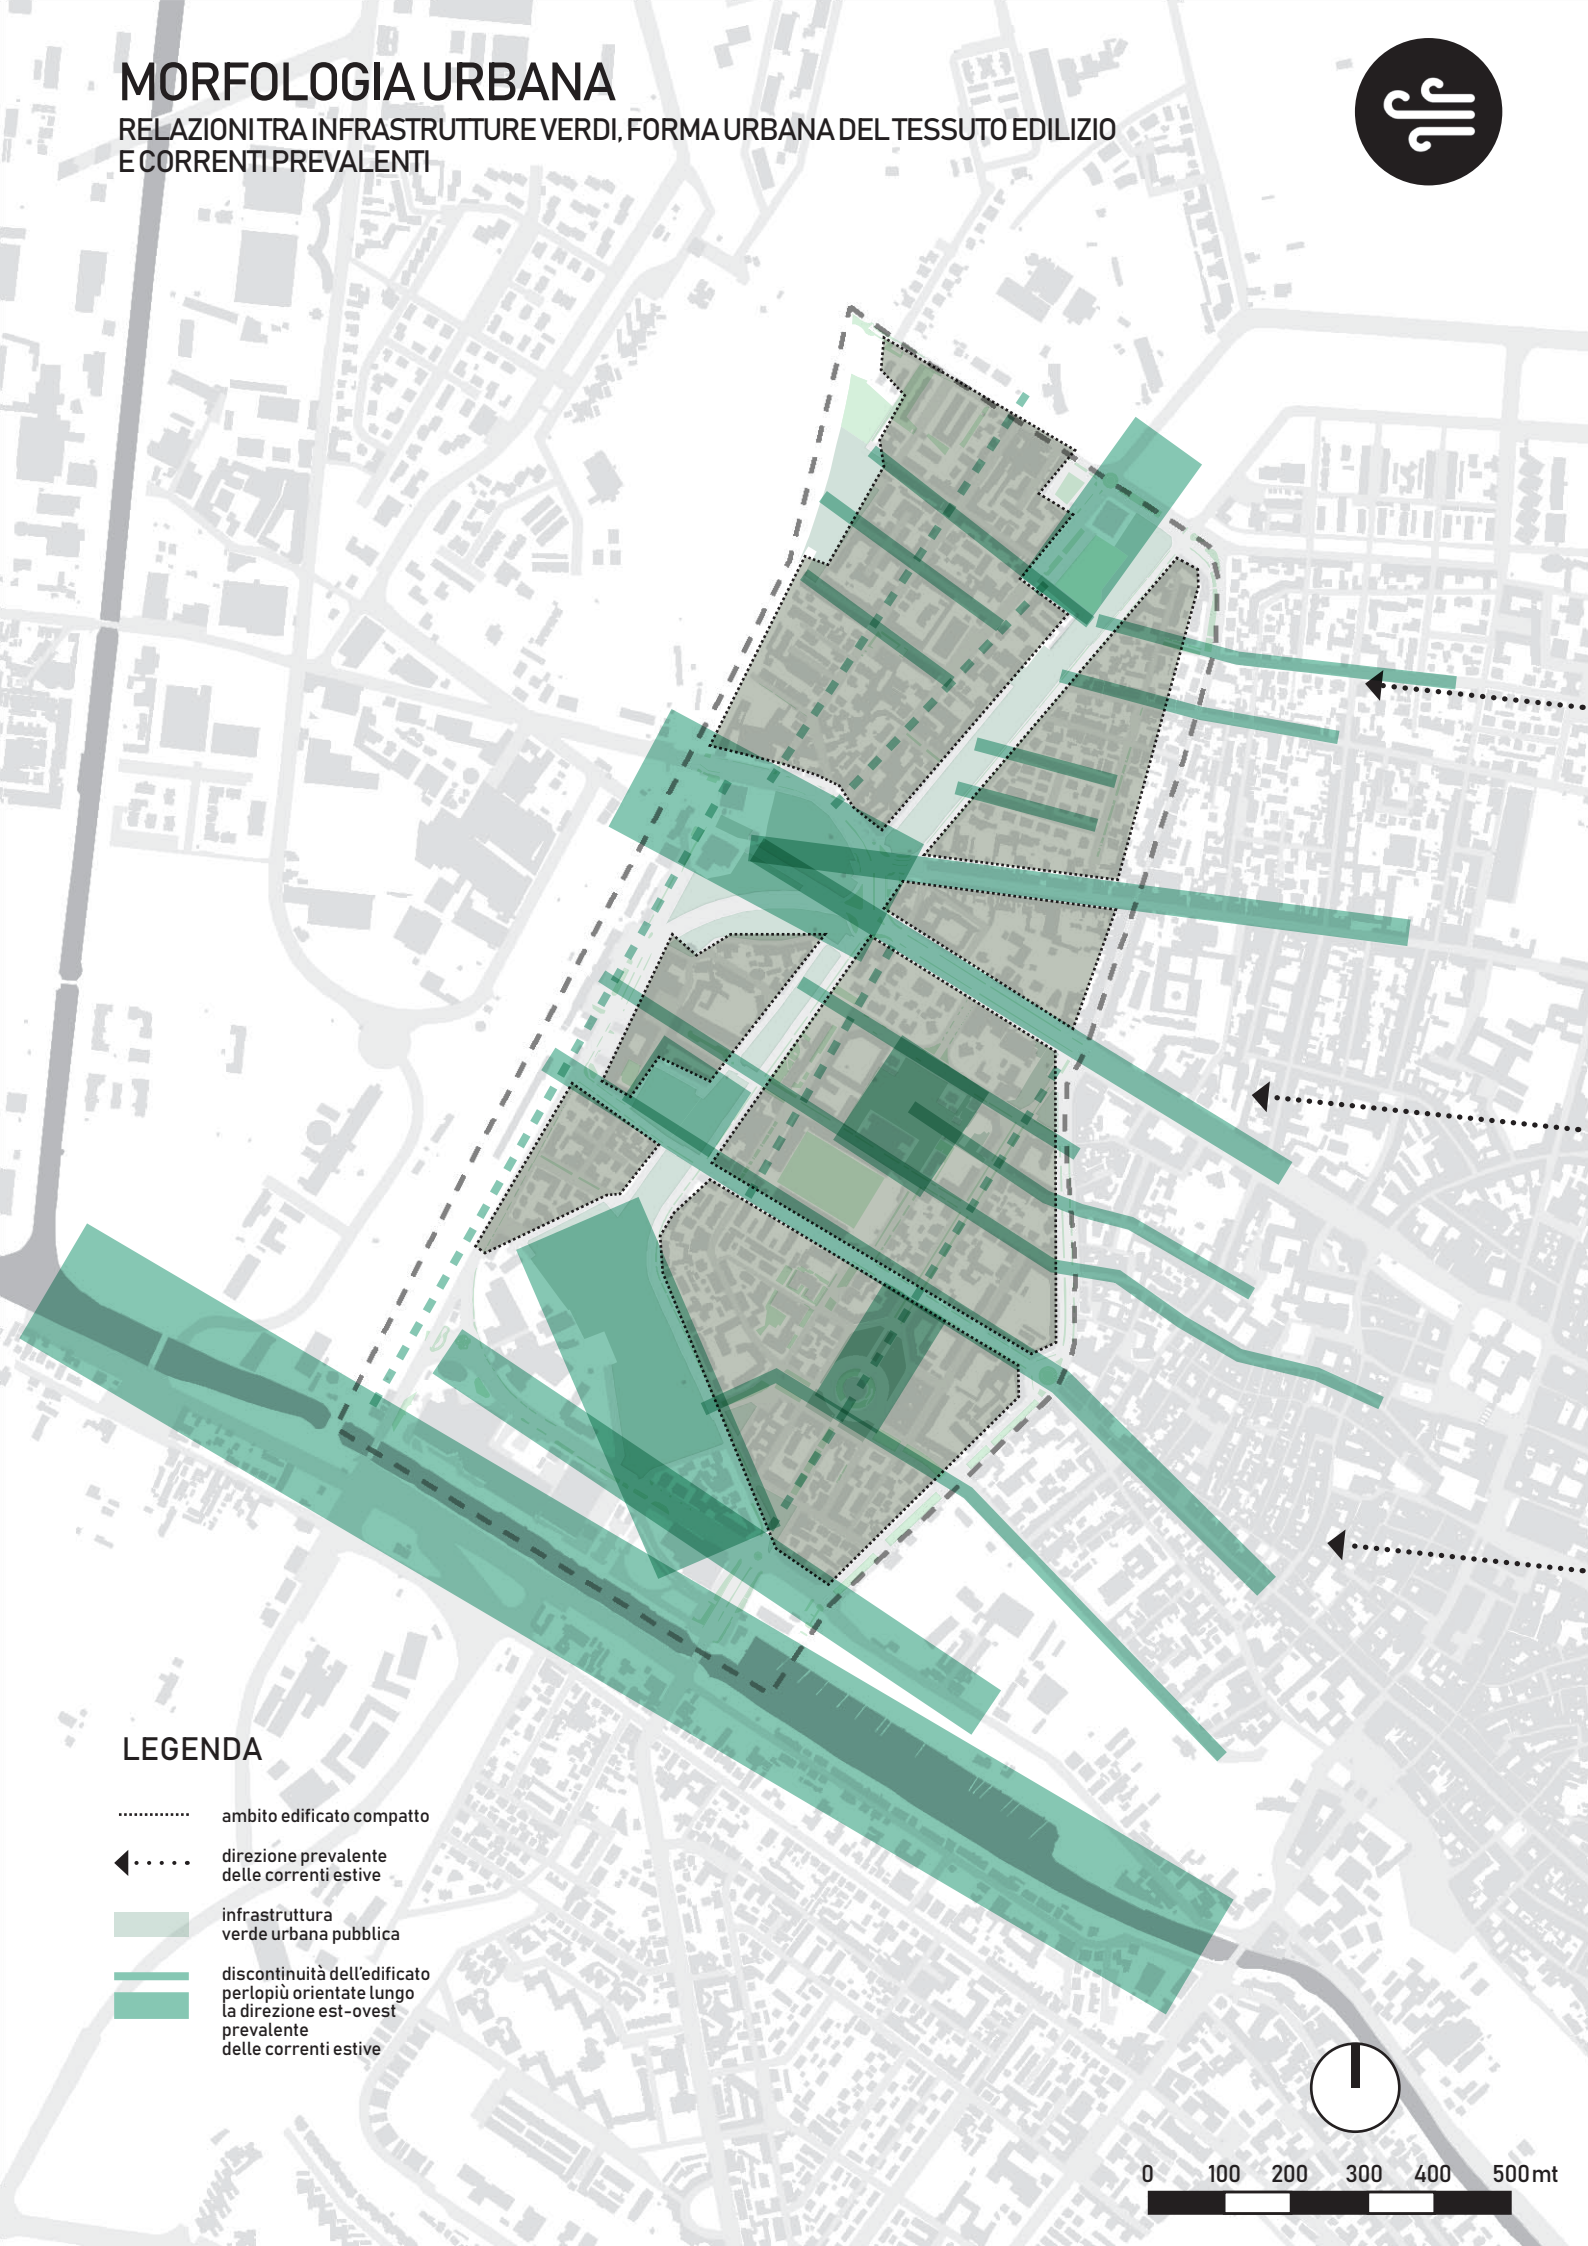 MORFOLOGIA URBANA
RELAZIONI TRA INFRASTRUTTURE VERDI, FORMA URBANA DEL TESSUTO EDILIZIO
E CORRENTI PREVALENTI
LEGENDA
ambito edificato compatto
direzione prevalente
delle correnti estive
infrastruttura
verde urbana pubblica
discontinuità dell'edificato
perlopiù orientate lungo
la direzione est-ovest
prevalente
delle correnti estive
0 100 200 300 400 500 mt